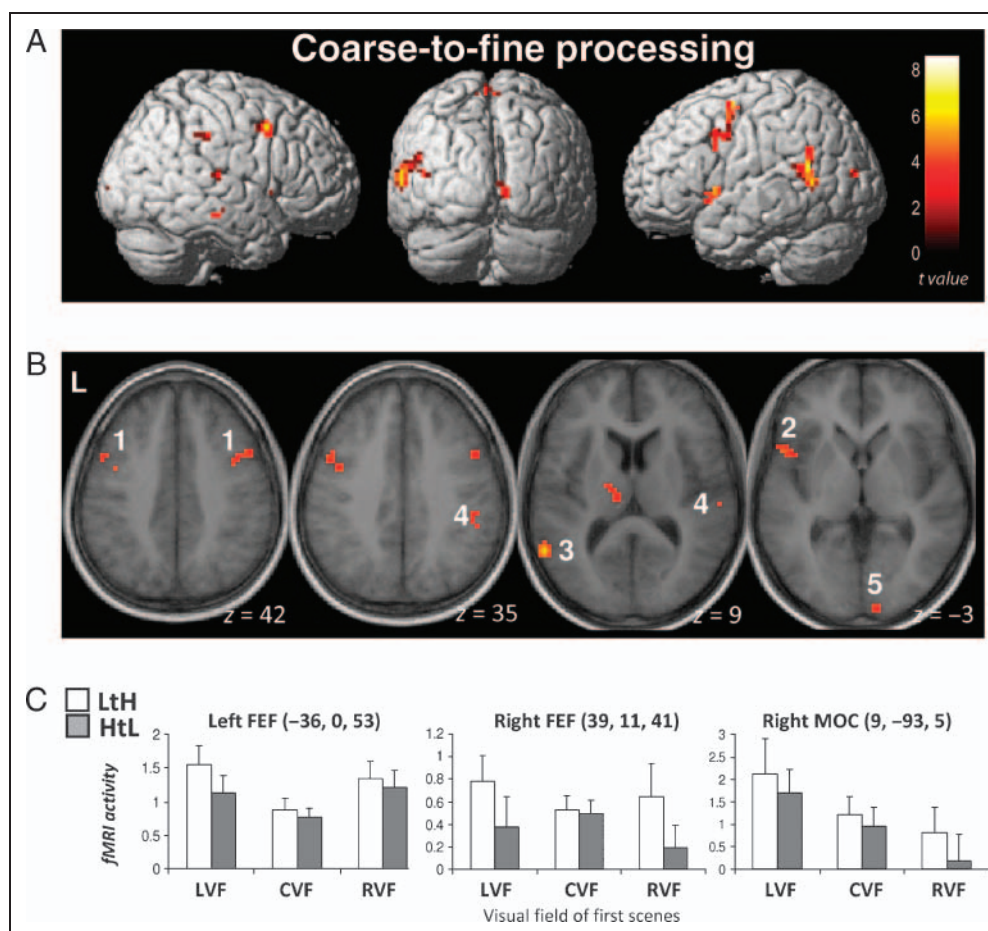 A
Coarse-to-fine processing
8
6
4
2
0
t value
B
L
1
1
4
3
4
2
5
z = 42
z = 35
z = 9
z = −3
C
LtH
HtL
Left FEF (−36, 0, 53)
Right FEF (39, 11, 41)
Right MOC (9, −93, 5)
fMRI activity
2
1.5
1
0.5
0
LVF
CVF
RVF
1.2
1
0.8
0.6
0.4
0.2
0
LVF
CVF
RVF
3
2.5
2
1.5
1
0.5
0
LVF
CVF
RVF
Visual field of first scenes